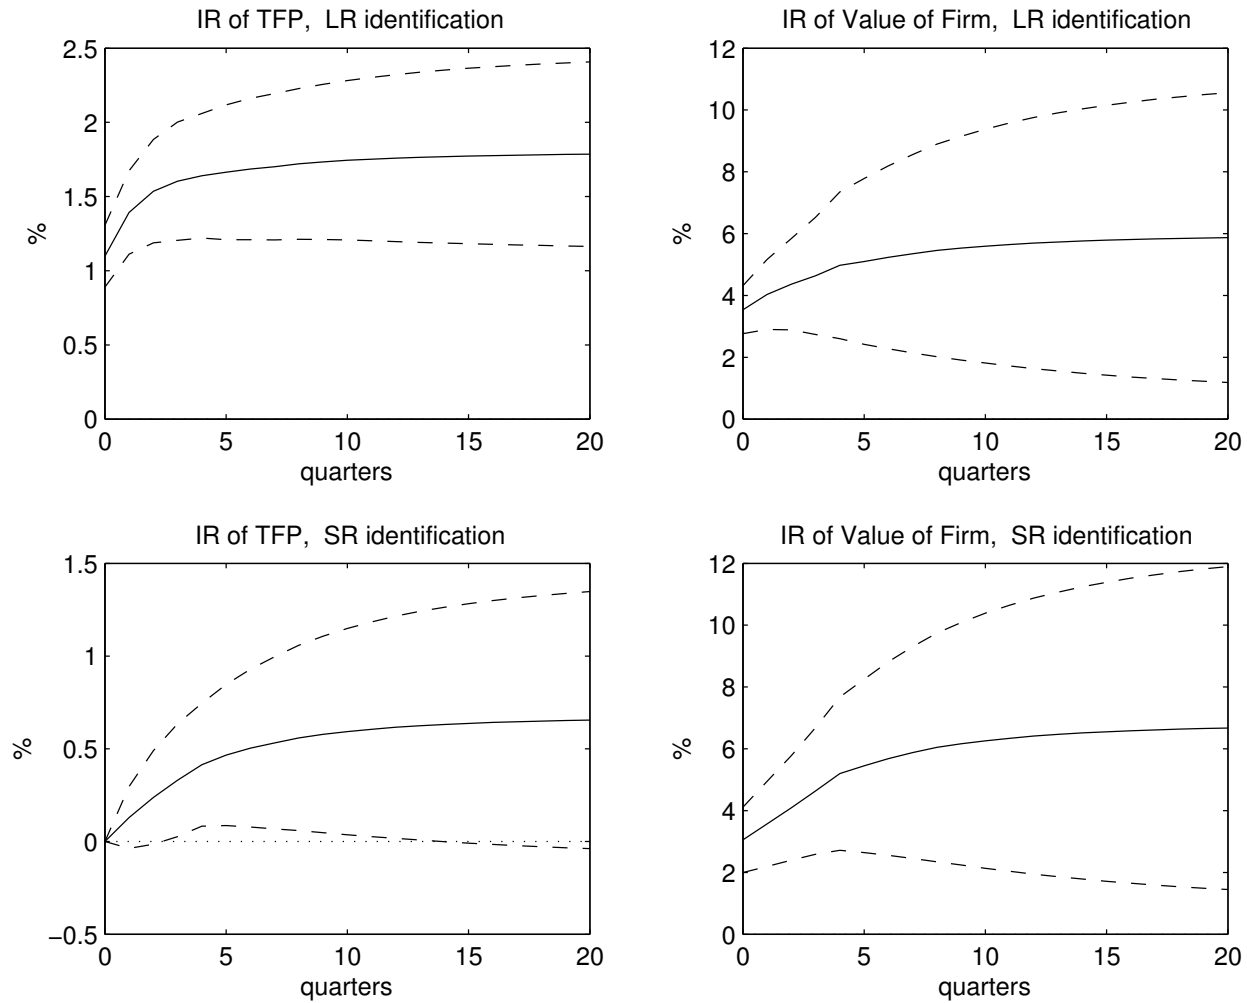 IR of TFP, LR identification
2.5
2
1.5
1
0.5
0
%
0 5 10 15 20
quarters
IR of Value of Firm, LR identification
12
10
8
6
4
2
0
%
0 5 10 15 20
quarters
IR of TFP, SR identification
1.5
1
0.5
0
−0.5
%
0 5 10 15 20
quarters
IR of Value of Firm, SR identification
12
10
8
6
4
2
0
%
0 5 10 15 20
quarters